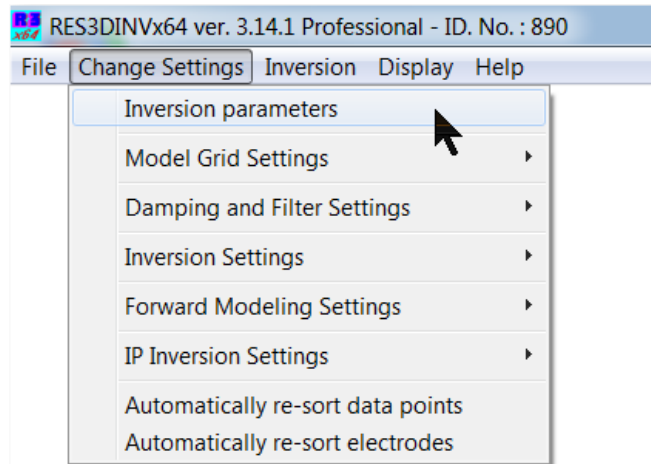 R3 x64 RES3DINVx64 ver. 3.14.1 Professional - ID. No. : 890
File Change Settings Inversion Display Help
Inversion parameters
Model Grid Settings
Damping and Filter Settings
Inversion Settings
Forward Modeling Settings
IP Inversion Settings
Automatically re-sort data points
Automatically re-sort electrodes